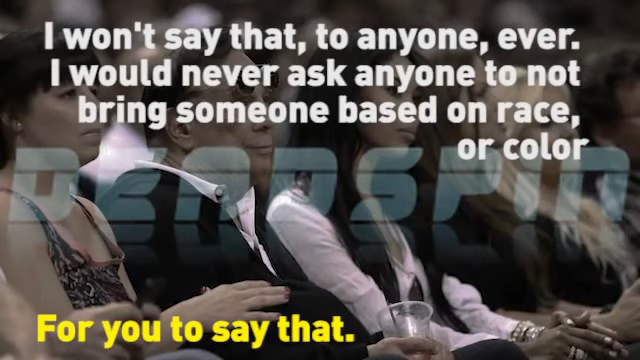 I won't say that, to anyone, ever.
I would never ask anyone to not
bring someone based on race,
or color
DEADSPIN
For you to say that.